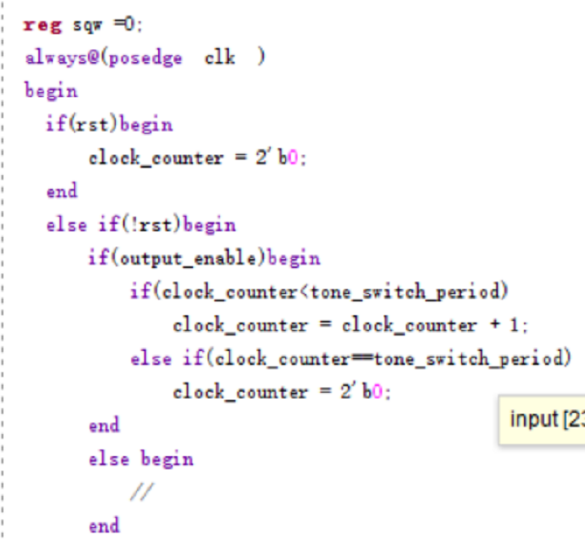 reg sqw =0;
always@(posedge clk )
begin
if(rst)begin
clock_counter = 2'b0;
end
else if(!rst)begin
if(output_enable)begin
if(clock_counter<tone_switch_period)
clock_counter = clock_counter + 1;
else if(clock_counter==tone_switch_period)
clock_counter = 2'b0;
input [23
end
else begin
//
end